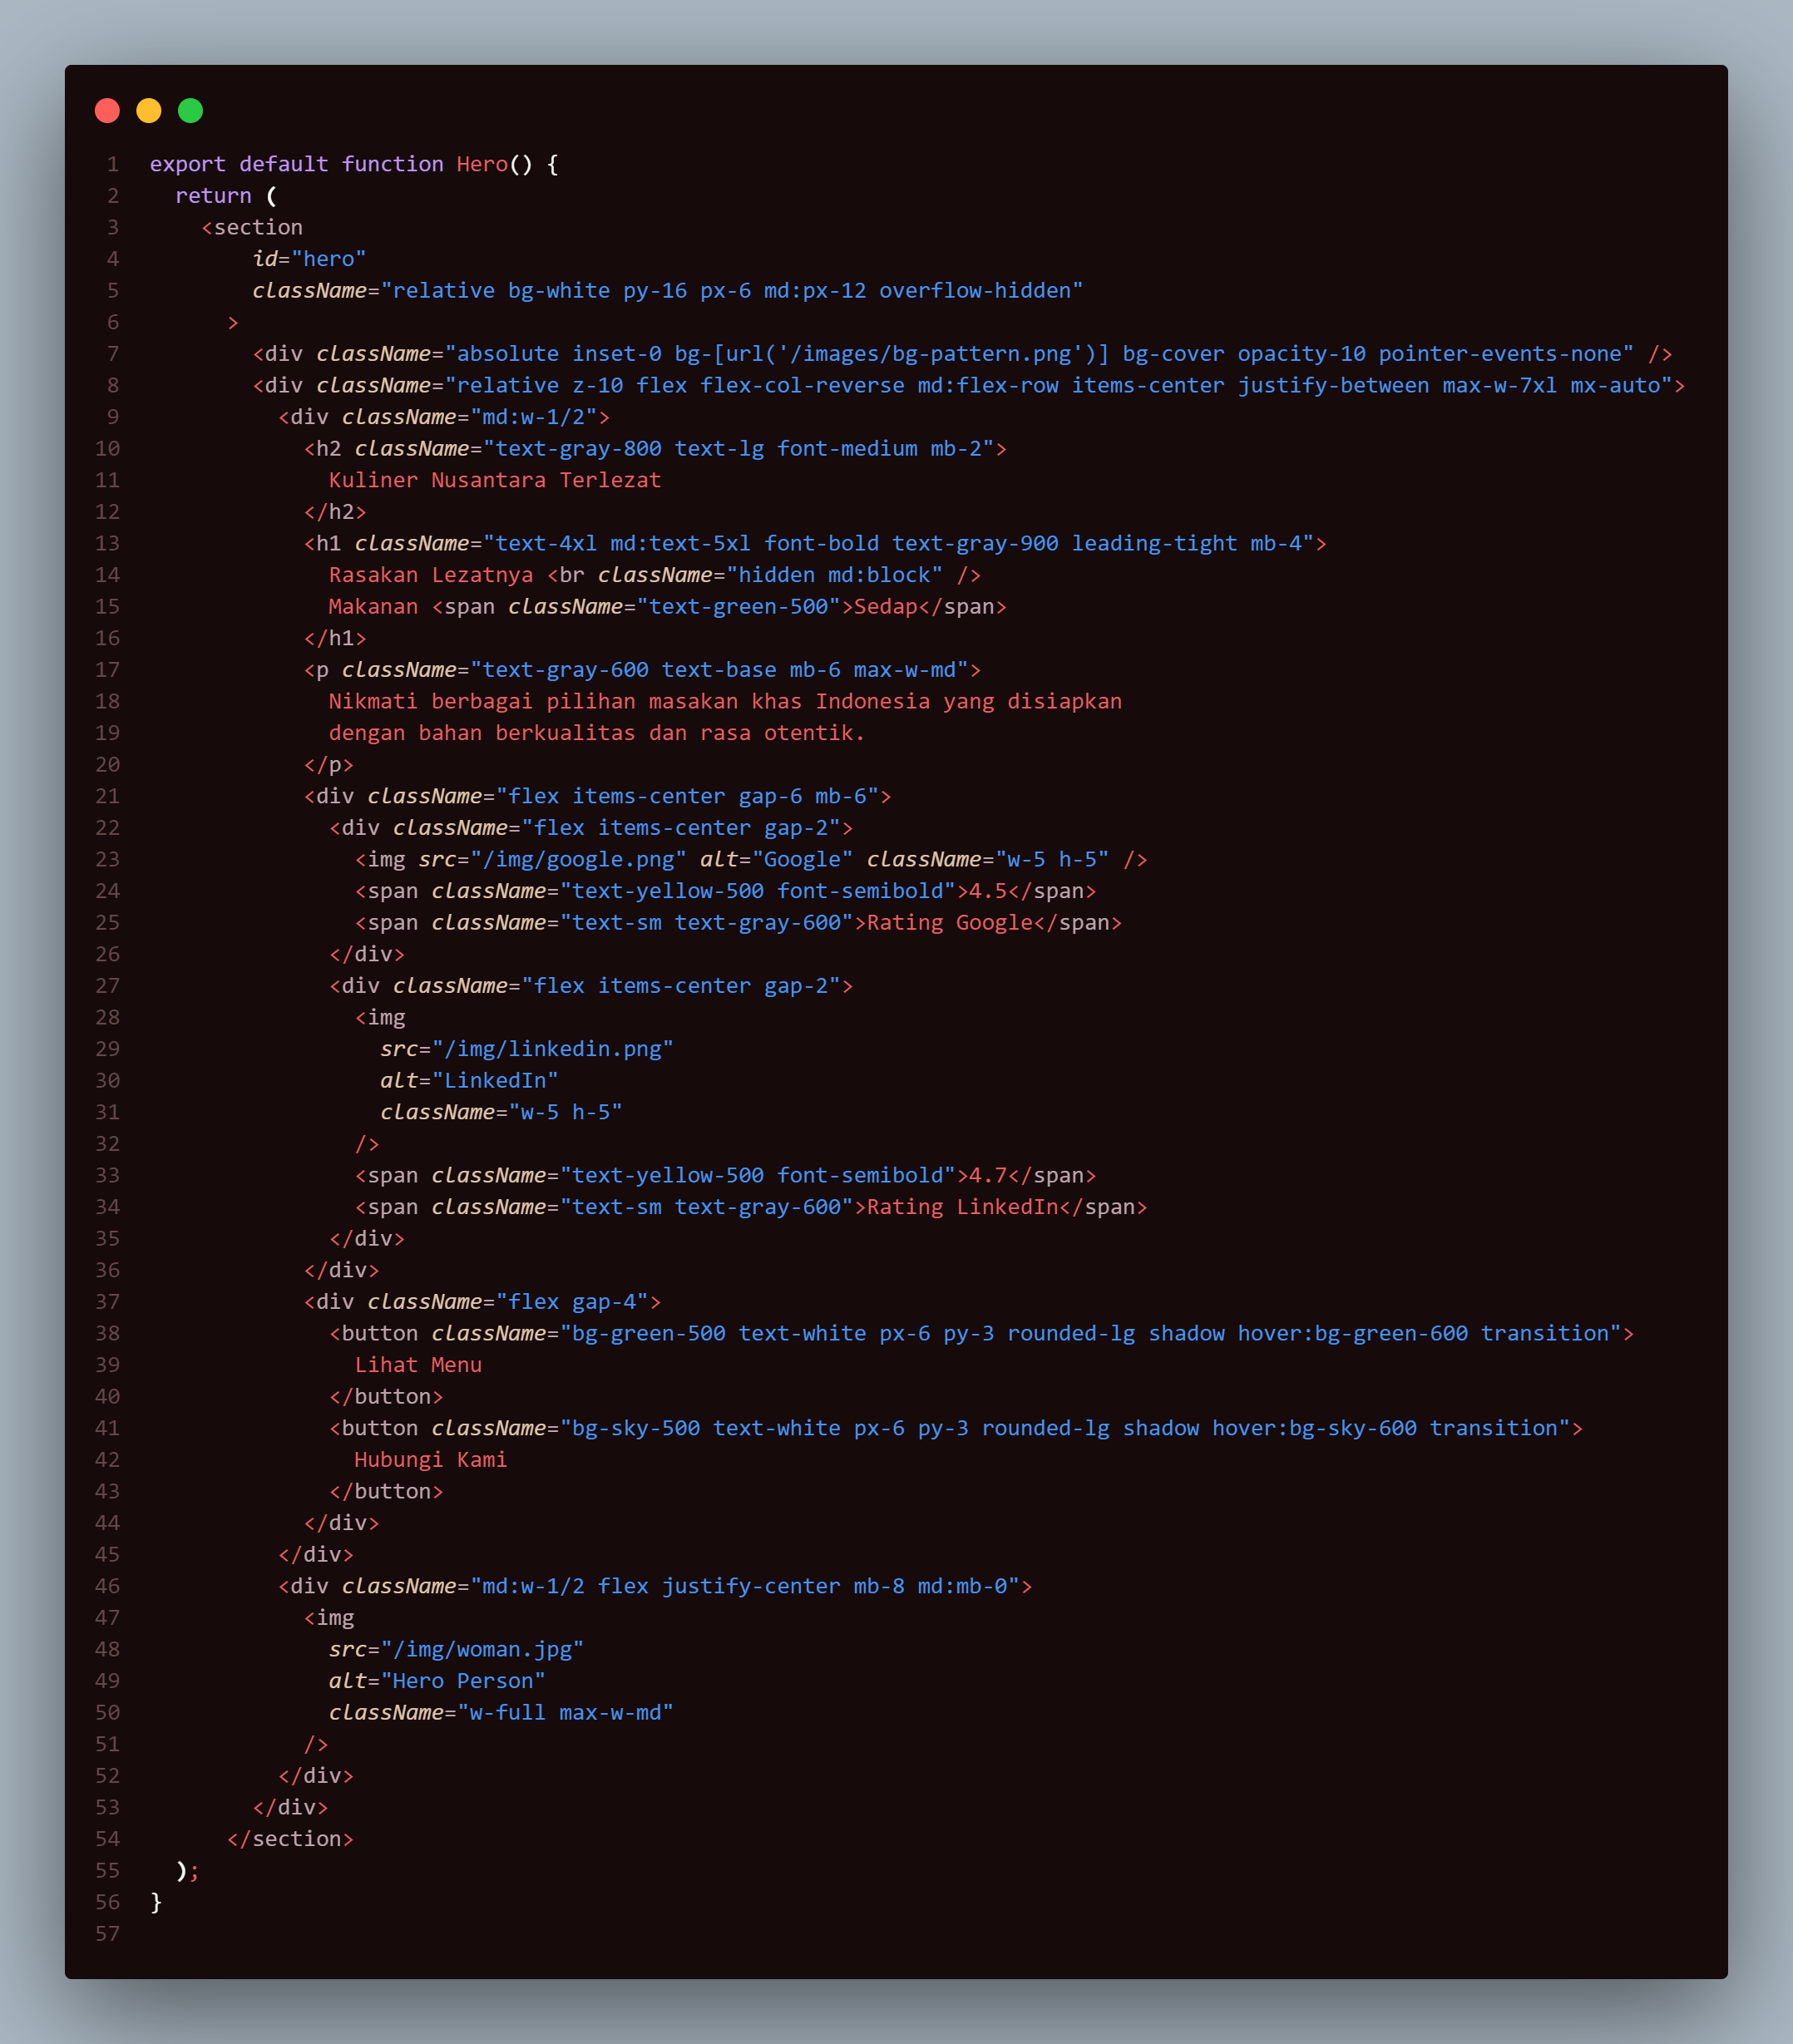 1 export default function Hero() {
2   return (
3     <section
4         id="hero"
5         className="relative bg-white py-16 px-6 md:px-12 overflow-hidden"
6       >
7         <div className="absolute inset-0 bg-[url('/images/bg-pattern.png')] bg-cover opacity-10 pointer-events-none" />
8         <div className="relative z-10 flex flex-col-reverse md:flex-row items-center justify-between max-w-7xl mx-auto">
9           <div className="md:w-1/2">
10             <h2 className="text-gray-800 text-lg font-medium mb-2">
11               Kuliner Nusantara Terlezat
12             </h2>
13             <h1 className="text-4xl md:text-5xl font-bold text-gray-900 leading-tight mb-4">
14               Rasakan Lezatnya <br className="hidden md:block" />
15               Makanan <span className="text-green-500">Sedap</span>
16             </h1>
17             <p className="text-gray-600 text-base mb-6 max-w-md">
18               Nikmati berbagai pilihan masakan khas Indonesia yang disiapkan
19               dengan bahan berkualitas dan rasa otentik.
20             </p>
21             <div className="flex items-center gap-6 mb-6">
22               <div className="flex items-center gap-2">
23                 <img src="/img/google.png" alt="Google" className="w-5 h-5" />
24                 <span className="text-yellow-500 font-semibold">4.5</span>
25                 <span className="text-sm text-gray-600">Rating Google</span>
26               </div>
27               <div className="flex items-center gap-2">
28                 <img
29                   src="/img/linkedin.png"
30                   alt="LinkedIn"
31                   className="w-5 h-5"
32                 />
33                 <span className="text-yellow-500 font-semibold">4.7</span>
34                 <span className="text-sm text-gray-600">Rating LinkedIn</span>
35               </div>
36             </div>
37             <div className="flex gap-4">
38               <button className="bg-green-500 text-white px-6 py-3 rounded-lg shadow hover:bg-green-600 transition">
39                 Lihat Menu
40               </button>
41               <button className="bg-sky-500 text-white px-6 py-3 rounded-lg shadow hover:bg-sky-600 transition">
42                 Hubungi Kami
43               </button>
44             </div>
45           </div>
46           <div className="md:w-1/2 flex justify-center mb-8 md:mb-0">
47             <img
48               src="/img/woman.jpg"
49               alt="Hero Person"
50               className="w-full max-w-md"
51             />
52           </div>
53         </div>
54       </section>
55   );
56 }
57